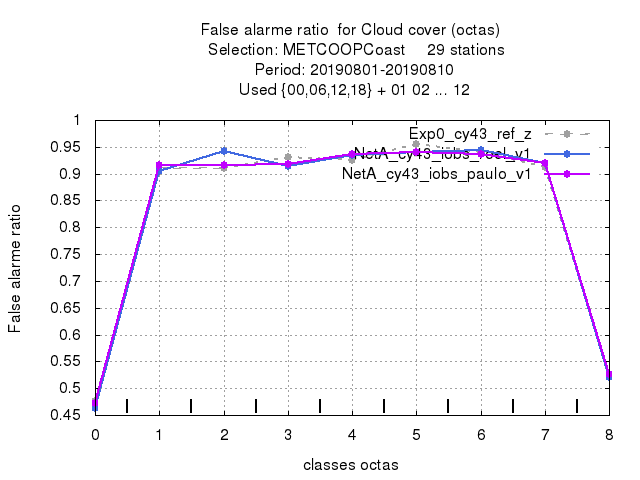 False alarme ratio  for Cloud cover (octas)
Selection: METCOOPCoast     29 stations
Period: 20190801-20190810
Used {00,06,12,18} + 01 02 ... 12
Exp0_cy43_ref_z
NetA_cy43_iobs_
_v1
NetA_cy43_iobs_paulo_v1
False alarme ratio
1
0.95
0.9
0.85
0.8
0.75
0.7
0.65
0.6
0.55
0.5
0.45
0 1 2 3 4 5 6 7 8
classes octas